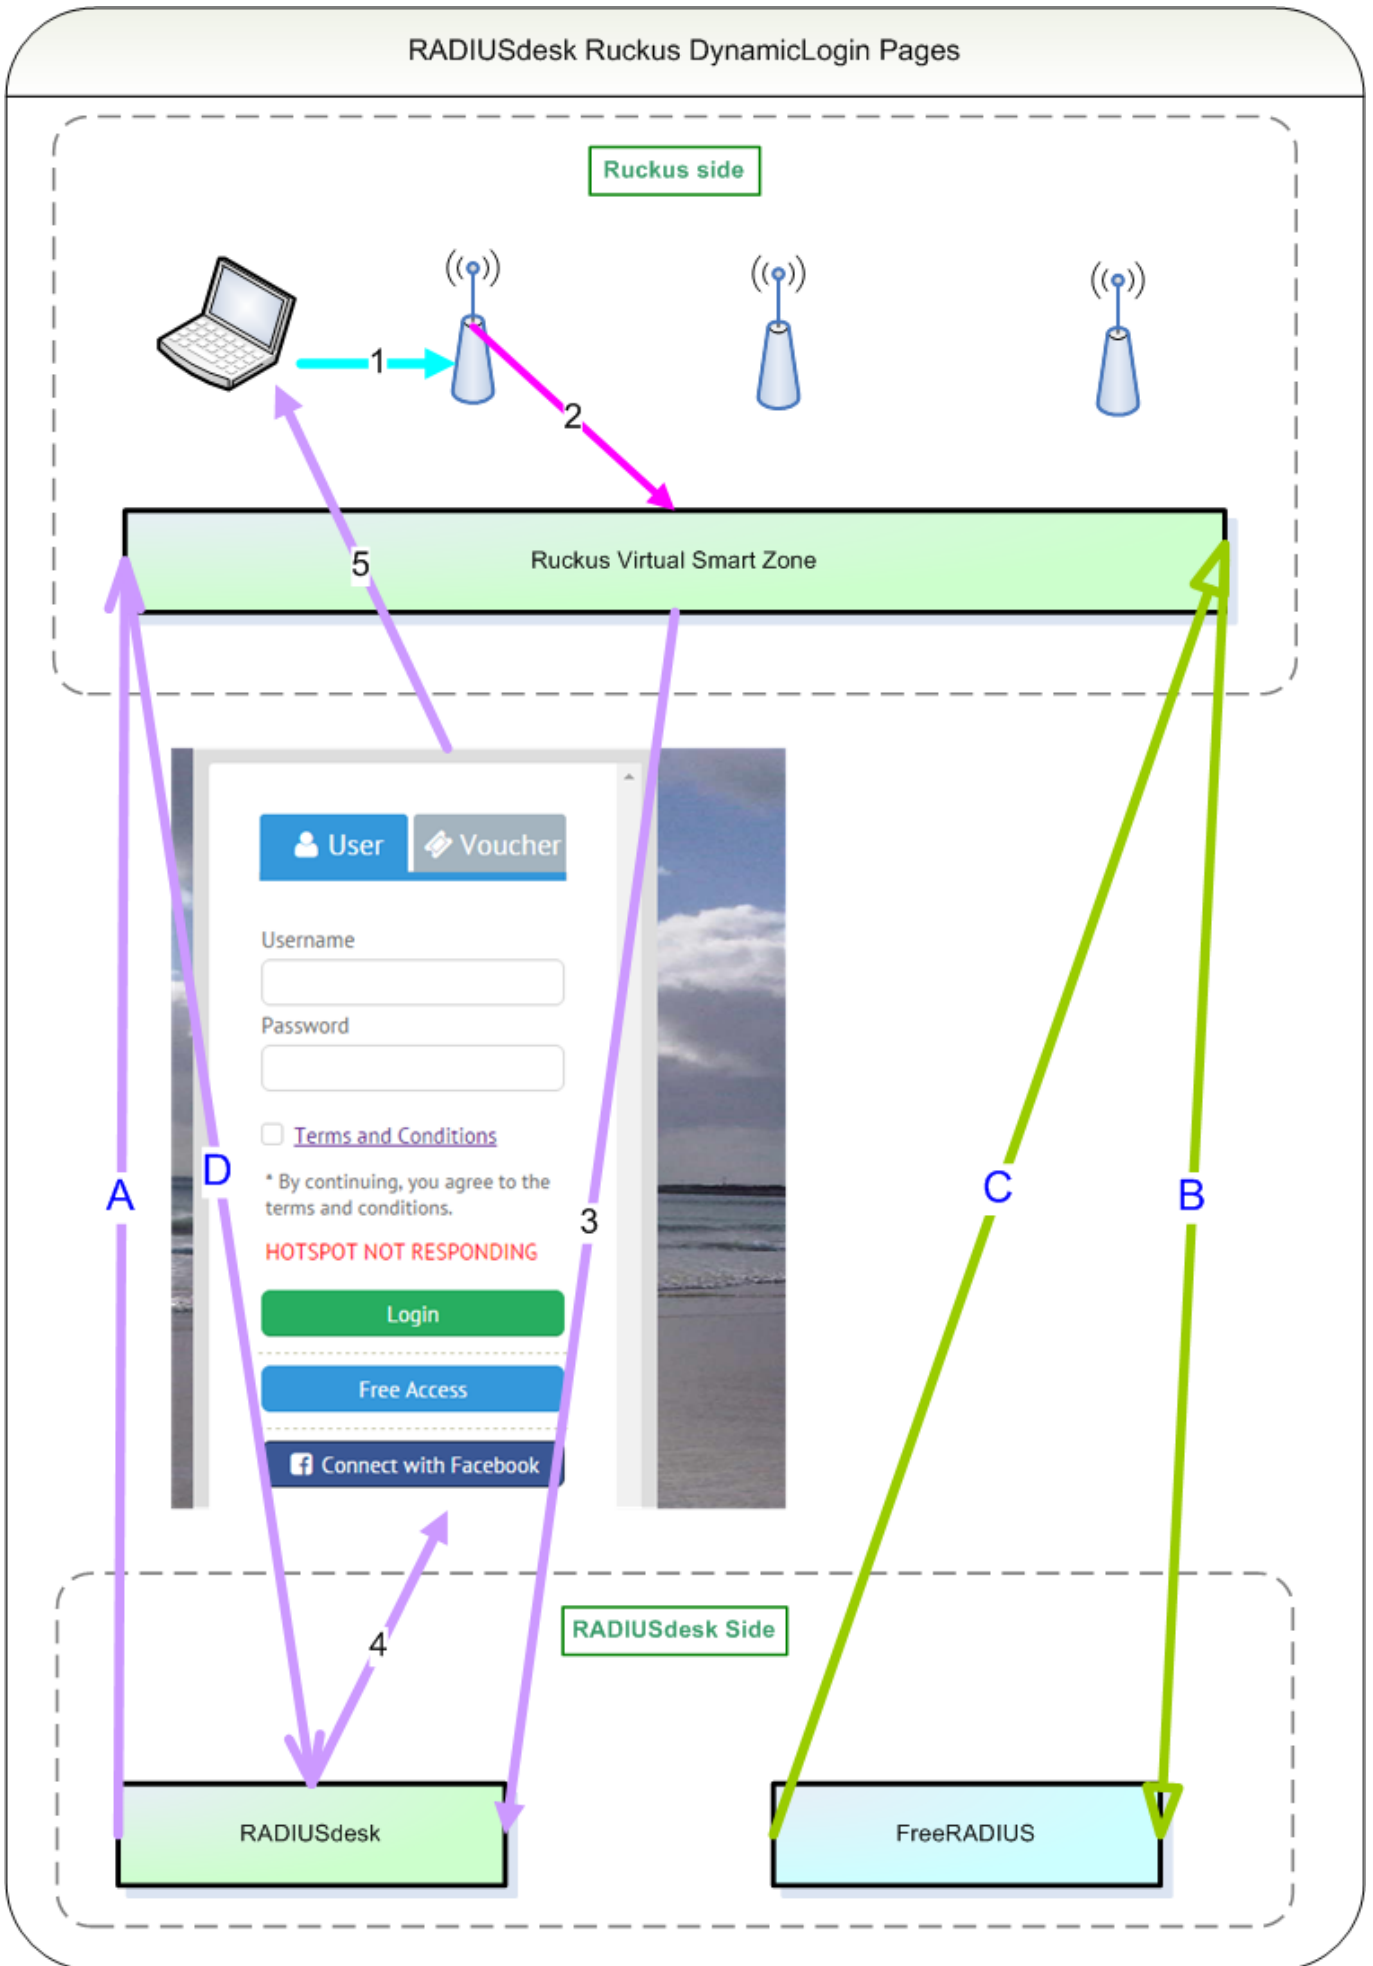 RADIUSdesk Ruckus DynamicLogin Pages
Ruckus side
1
2
Ruckus Virtual Smart Zone
5
User
Voucher
Username
Password
Terms and Conditions
* By continuing, you agree to the
terms and conditions.
A
D
3
C
B
HOTSPOT NOT RESPONDING
Login
Free Access
Connect with Facebook
RADIUSdesk Side
4
RADIUSdesk
FreeRADIUS